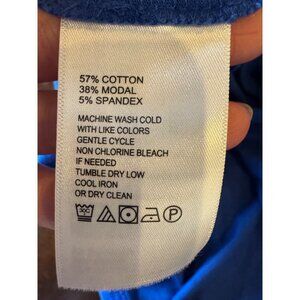 57% COTTON
38% MODAL
5% SPANDEX
MACHINE WASH COLD
WITH LIKE COLORS
GENTLE CYCLE
NON CHLORINE BLEACH
IF NEEDED
TUMBLE DRY LOW
COOL IRON
OR DRY CLEAN
P